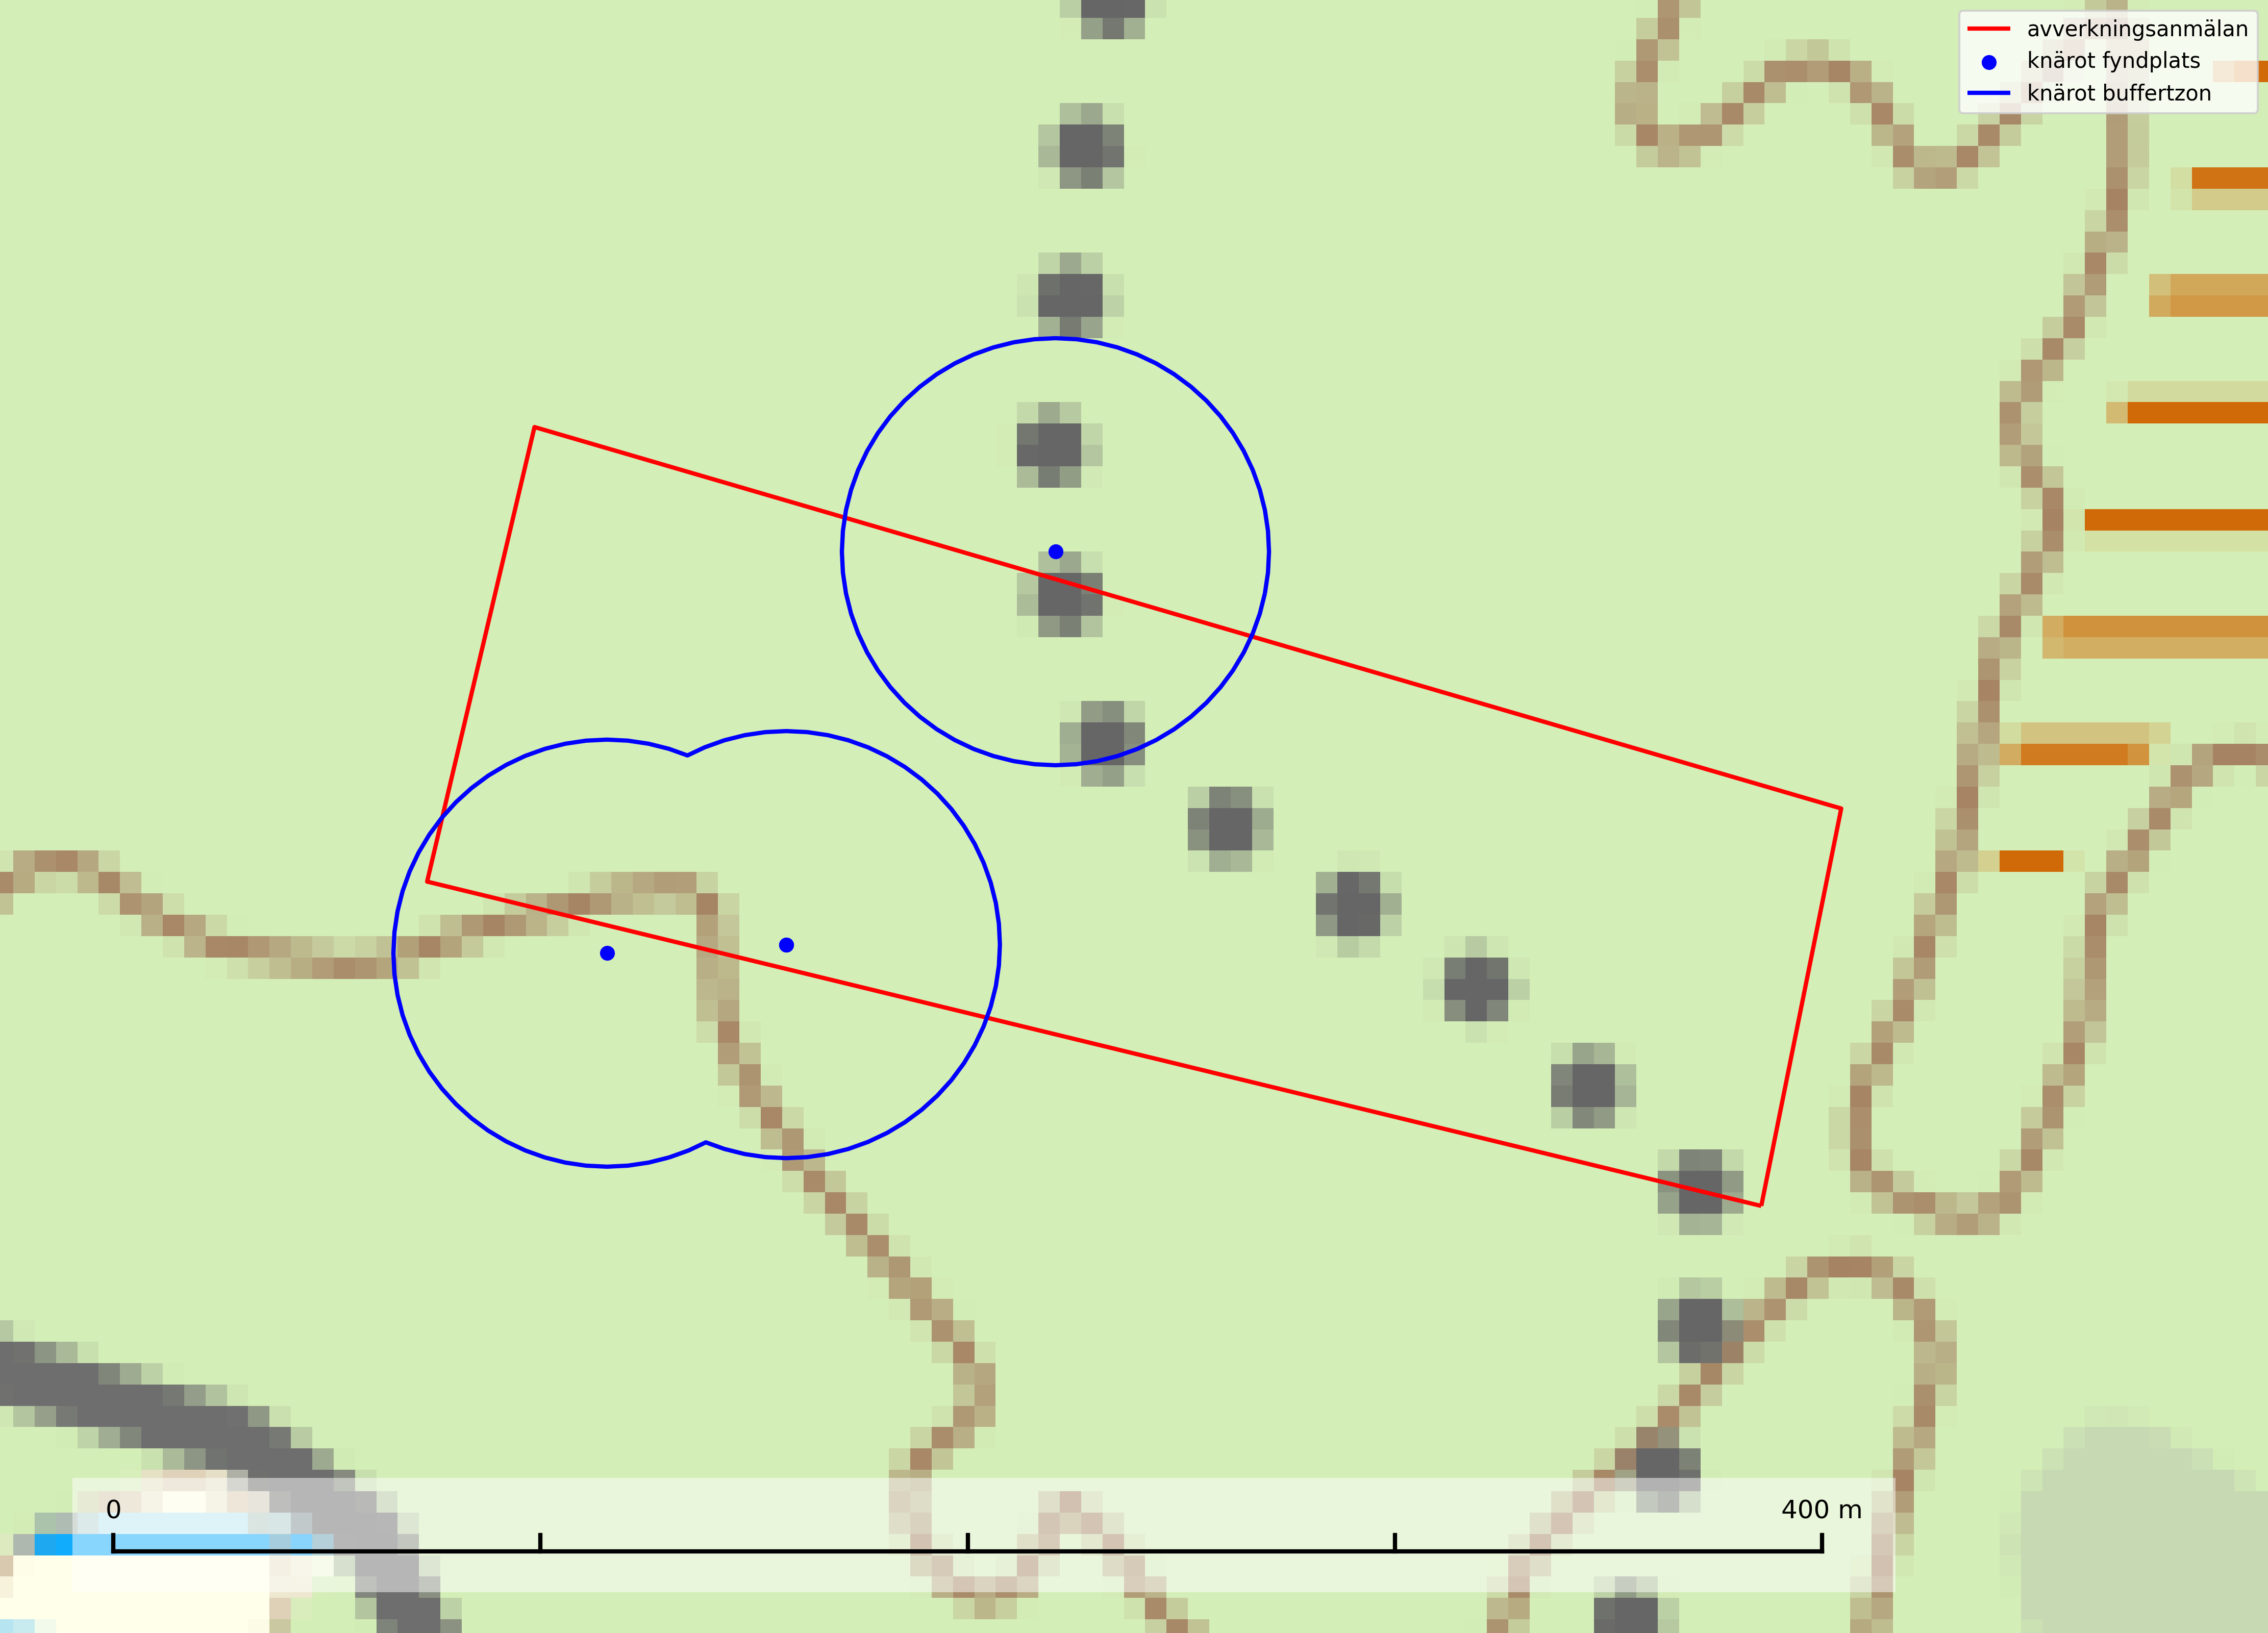 avverkningsanmälan
knärot fyndplats
knärot buffertzon
0
400 m